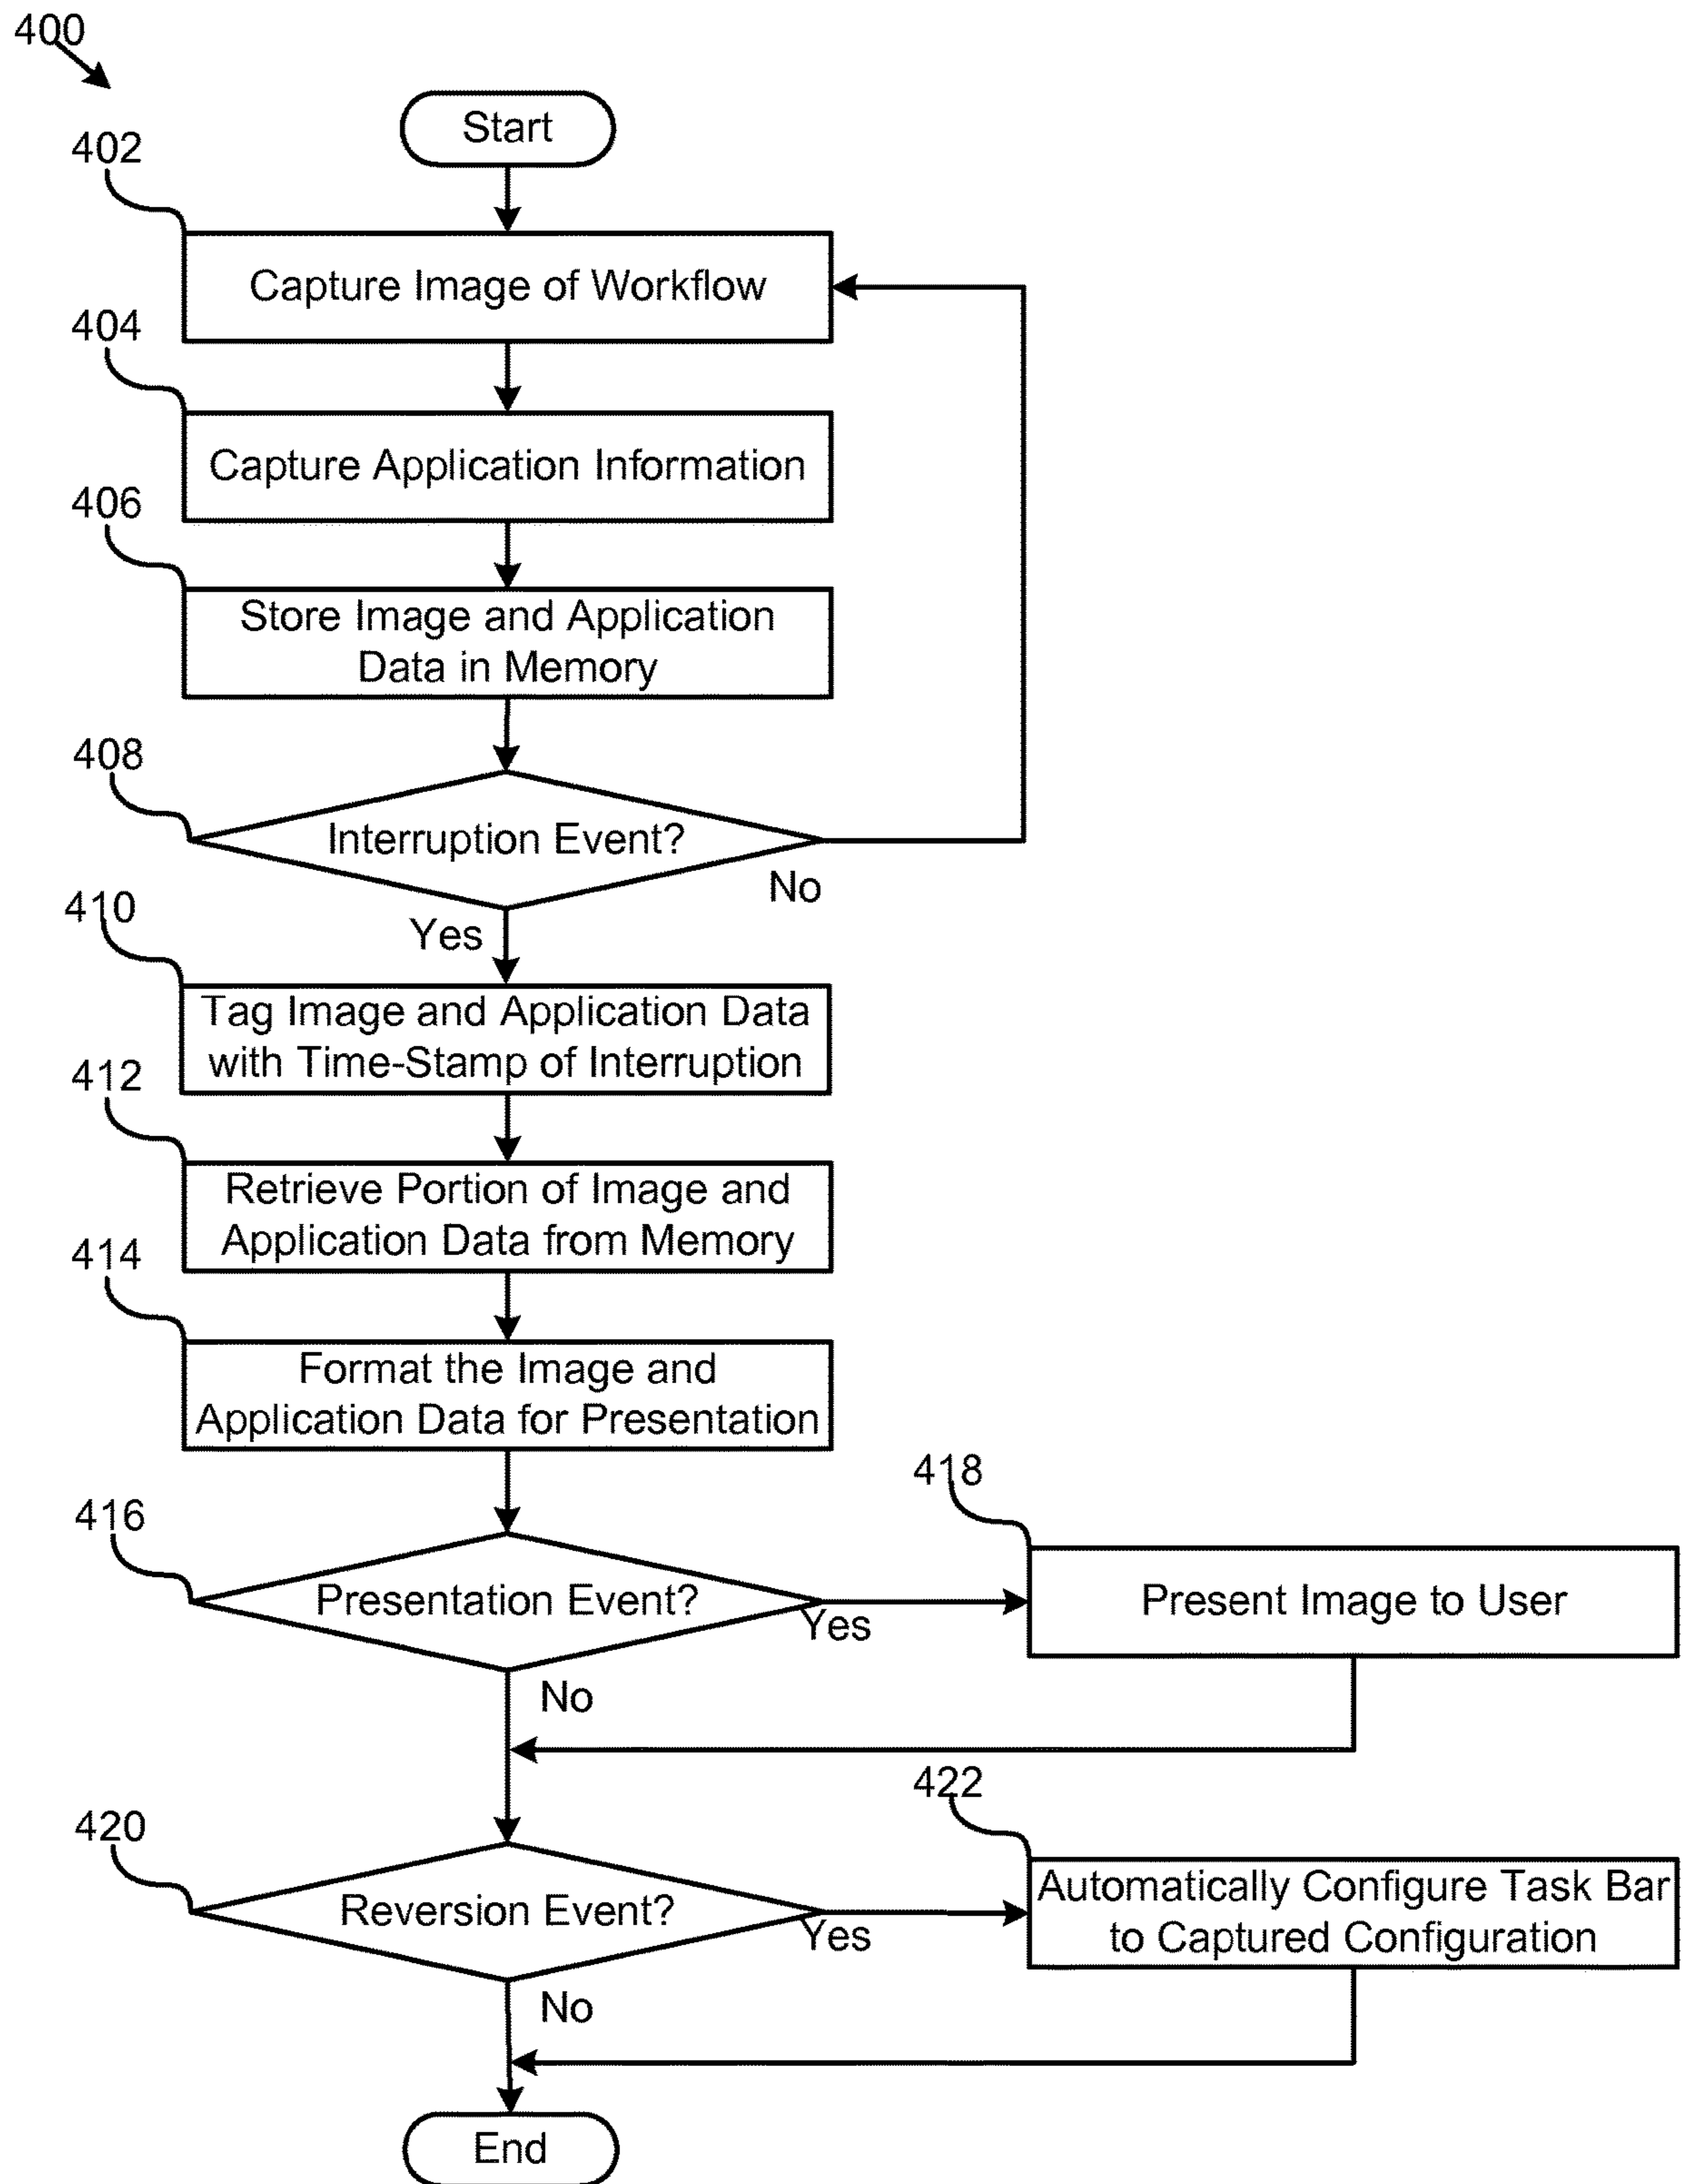 400
Start
402
Capture Image of Workflow
404
Capture Application Information
406
Store Image and Application
Data in Memory
408
Interruption Event?
No
Yes
410
Tag Image and Application Data
with Time-Stamp of Interruption
412
Retrieve Portion of Image and
Application Data from Memory
414
Format the Image and
Application Data for Presentation
416
Presentation Event?
Yes
418
Present Image to User
No
420
Reversion Event?
Yes
422
Automatically Configure Task Bar
to Captured Configuration
No
End